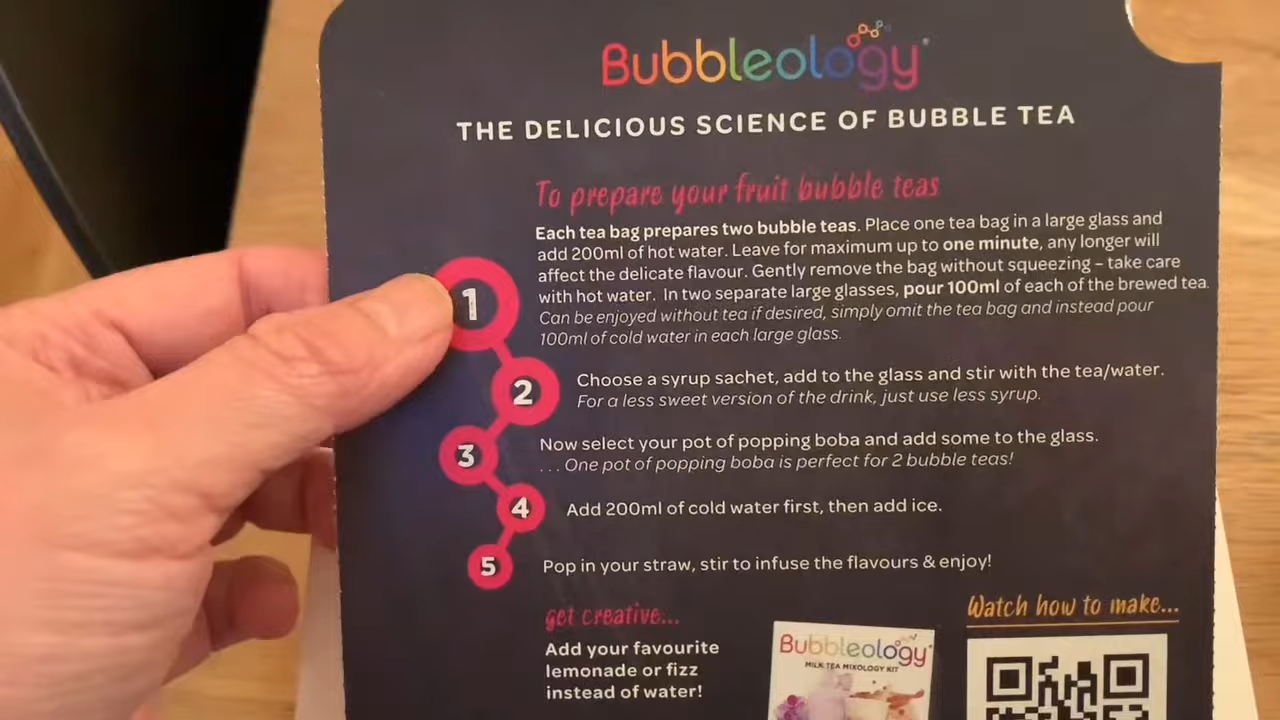 Bubbleology
THE DELICIOUS SCIENCE OF BUBBLE TEA
To prepare your fruit bubble teas
Each tea bag prepares two bubble teas. Place one tea bag in a large glass and
add 200ml of hot water. Leave for maximum up to one minute, any longer will
affect the delicate flavour. Gently remove the bag without squeezing – take care
with hot water. In two separate large glasses, pour 100ml of each of the brewed tea.
Can be enjoyed without tea if desired, simply omit the tea bag and instead pour
100ml of cold water in each large glass.
1
2
Choose a syrup sachet, add to the glass and stir with the tea/water.
For a less sweet version of the drink, just use less syrup.
3
Now select your pot of popping boba and add some to the glass.
... One pot of popping boba is perfect for 2 bubble teas!
4
Add 200ml of cold water first, then add ice.
5
Pop in your straw, stir to infuse the flavours & enjoy!
get creative...
Add your favourite
lemonade or fizz
instead of water!
Bubbleology
MILK TEA MIXOLOGY KIT
Watch how to make...